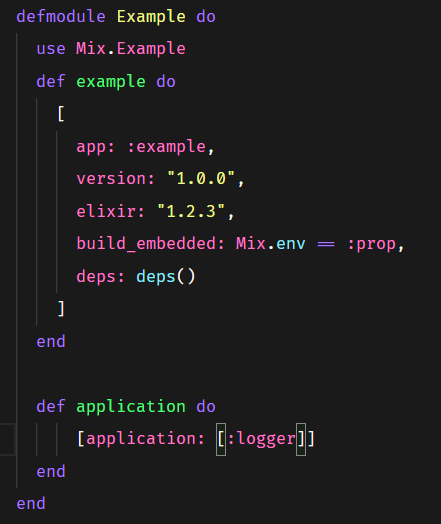 defmodule Example do
  use Mix.Example
  def example do
    [
      app: :example,
      version: "1.0.0",
      elixir: "1.2.3",
      build_embedded: Mix.env == :prop,
      deps: deps()
    ]
  end

  def application do
      [application: [:logger]]
  end
end